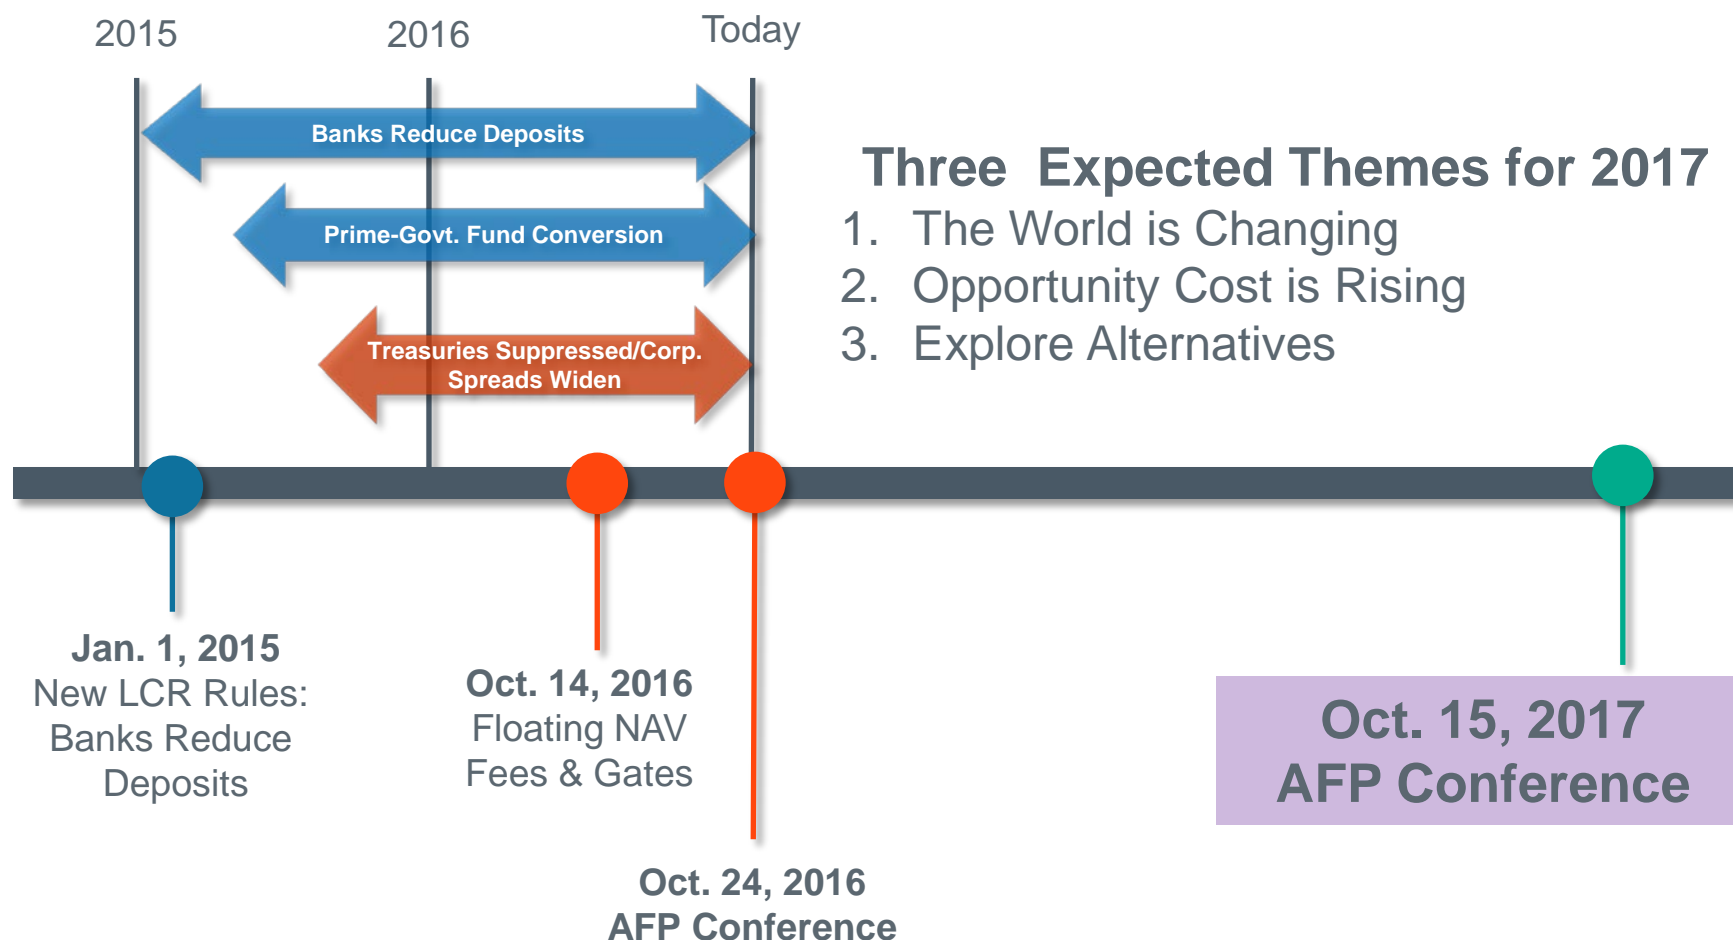 2015
2016
Today
Banks Reduce Deposits
Prime-Govt. Fund Conversion
Treasuries Suppressed/Corp.
Spreads Widen
Three  Expected Themes for 2017
1. The World is Changing
2. Opportunity Cost is Rising
3. Explore Alternatives
Jan. 1, 2015
New LCR Rules:
Banks Reduce
Deposits
Oct. 14, 2016
Floating NAV
Fees & Gates
Oct. 24, 2016
AFP Conference
Oct. 15, 2017
AFP Conference